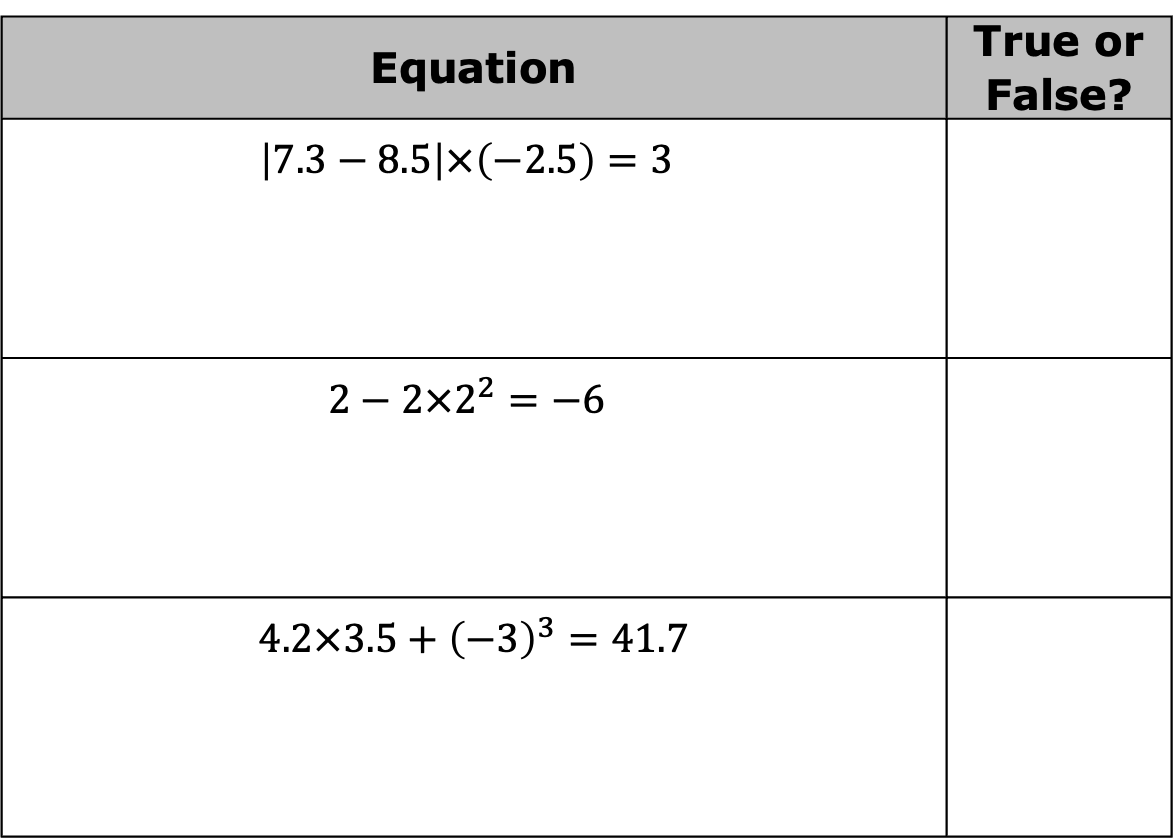 Equation
True or
False?
|7.3 − 8.5|×(−2.5) = 3
2 − 2×2² = −6
4.2×3.5 + (−3)³ = 41.7